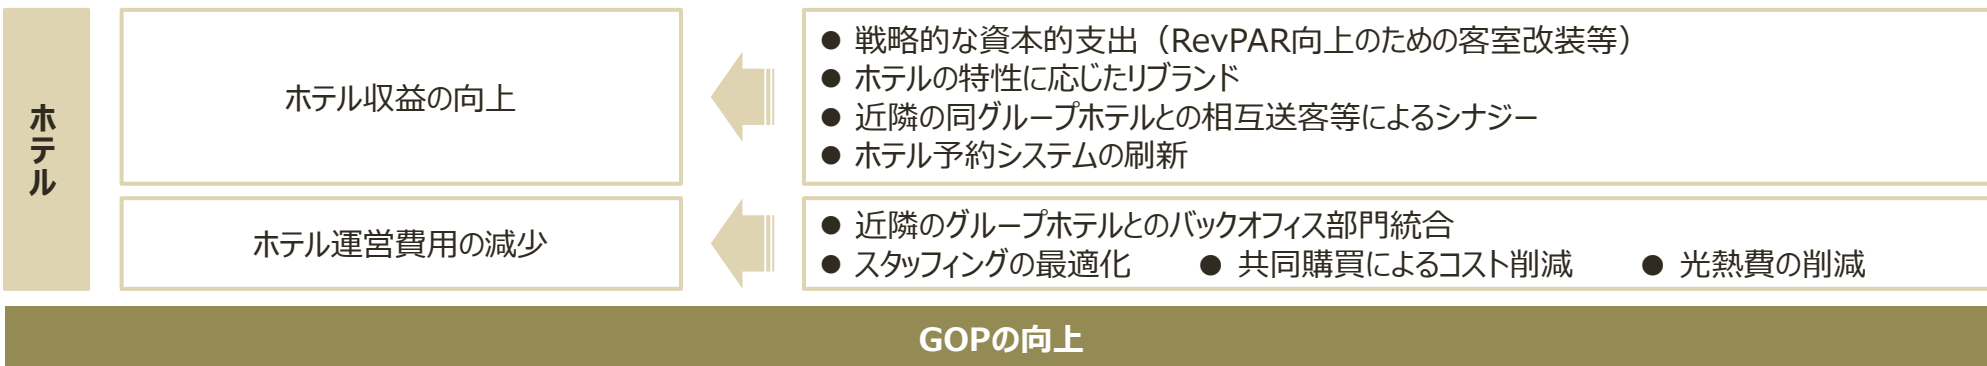 ホテル
ホテル収益の向上
● 戦略的な資本的支出（RevPAR向上のための客室改装等）
● ホテルの特性に応じたリブランド
● 近隣の同グループホテルとの相互送客等によるシナジー
● ホテル予約システムの刷新
ホテル運営費用の減少
● 近隣のグループホテルとのバックオフィス部門統合
● スタッフィングの最適化 ● 共同購買によるコスト削減 ● 光熱費の削減
GOPの向上